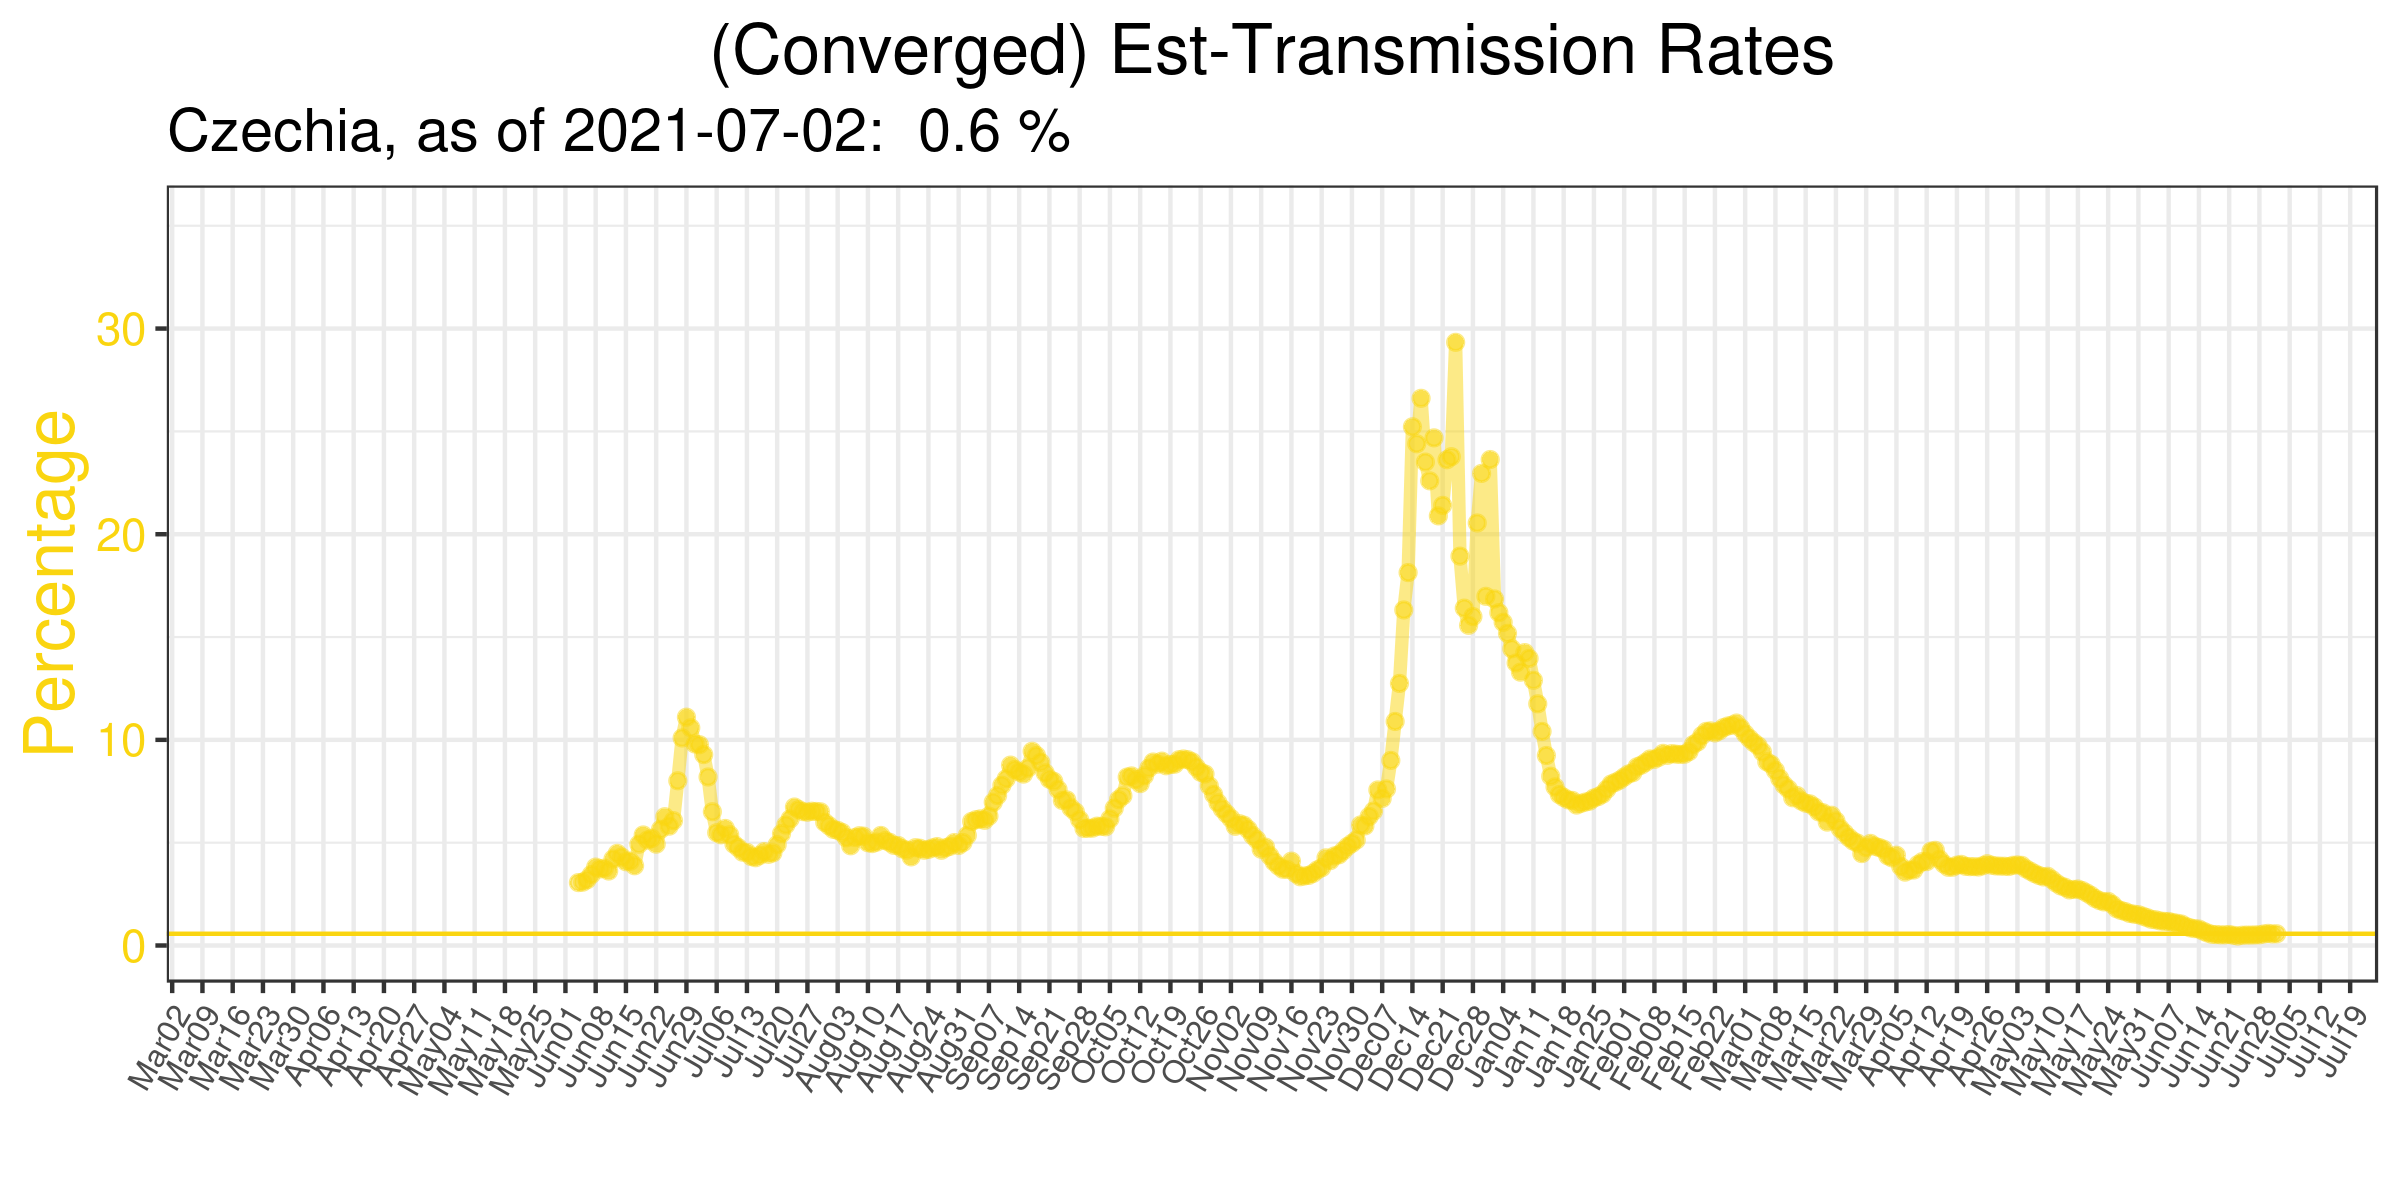 (Converged) Est-Transmission Rates
Czechia, as of 2021-07-02:  0.6 %
Percentage
30
20
10
0
Mar02
Mar09
Mar16
Mar23
Mar30
Apr06
Apr13
Apr20
Apr27
May04
May11
May18
May25
Jun01
Jun08
Jun15
Jun22
Jun29
Jul06
Jul13
Jul20
Jul27
Aug03
Aug10
Aug17
Aug24
Aug31
Sep07
Sep14
Sep21
Sep28
Oct05
Oct12
Oct19
Oct26
Nov02
Nov09
Nov16
Nov23
Nov30
Dec07
Dec14
Dec21
Dec28
Jan04
Jan11
Jan18
Jan25
Feb01
Feb08
Feb15
Feb22
Mar01
Mar08
Mar15
Mar22
Mar29
Apr05
Apr12
Apr19
Apr26
May03
May10
May17
May24
May31
Jun07
Jun14
Jun21
Jun28
Jul05
Jul12
Jul19